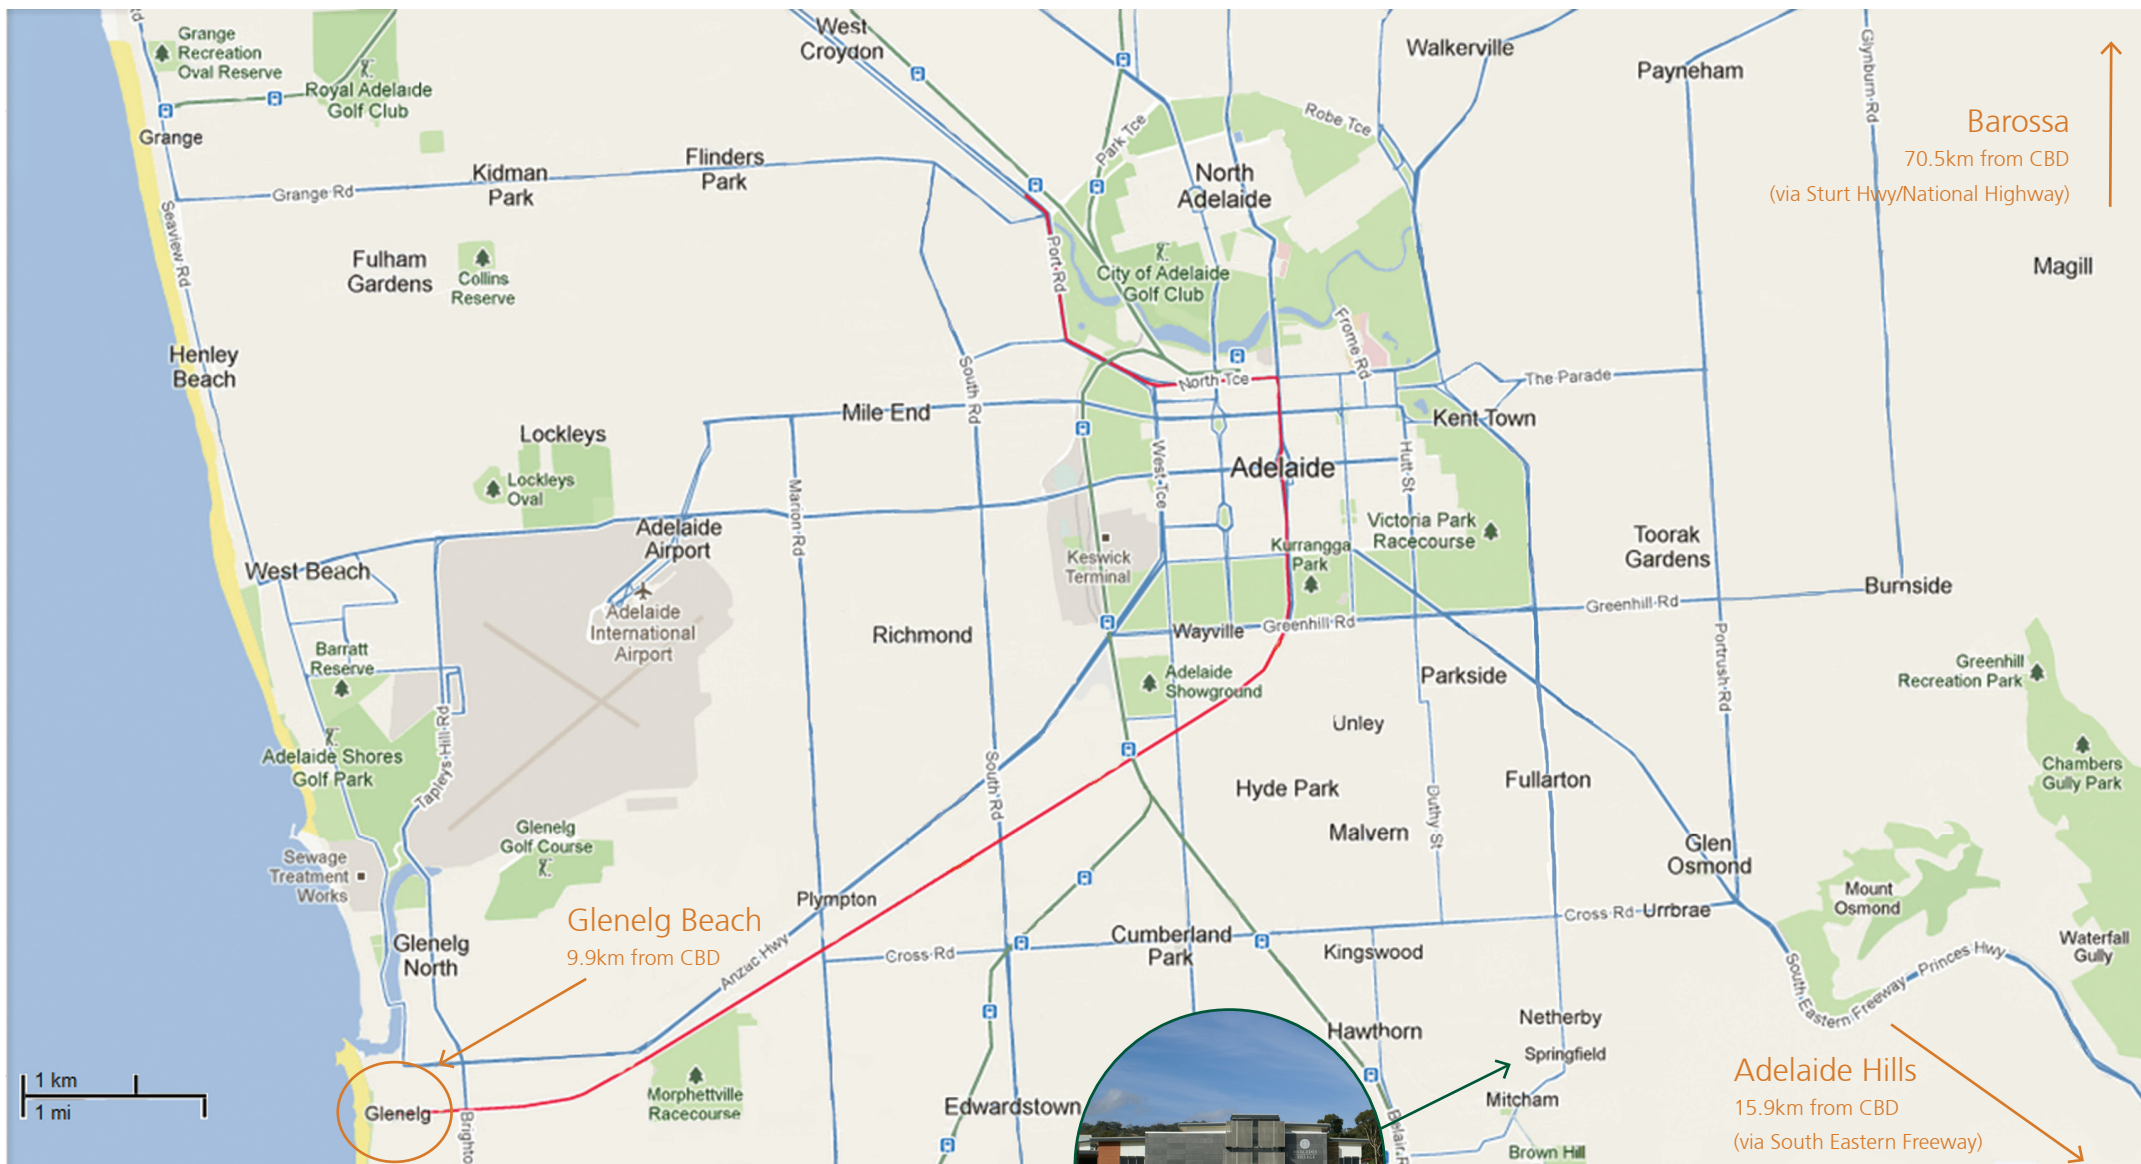 Grange
Recreation
Oval Reserve
Royal Adelaide
Golf Club
Grange
West
Croydon
Walkerville
Payneham
Glynburn Rd
Barossa
70.5km from CBD
(via Sturt Hwy/National Highway)
Robe Tce
Park Tce
North
Adelaide
Kidman
Park
Flinders
Park
Grange Rd
Seaview Rd
Fulham
Gardens
Collins
Reserve
Port Rd
City of Adelaide
Golf Club
Magill
Frome Rd
Henley
Beach
South Rd
North Tce
The Parade
Mile End
Kent Town
Lockleys
Lockleys
Oval
Marion Rd
West Tce
Adelaide
Hutt St
Adelaide
Airport
Victoria Park
Racecourse
Kurrangga
Park
Keswick
Terminal
Toorak
Gardens
West Beach
Burnside
Adelaide
International
Airport
Richmond
Wayville
Greenhill Rd
Greenhill Rd
Barratt
Reserve
Adelaide
Showground
Parkside
Portrush Rd
Greenhill
Recreation Park
Unley
Tapleys Hill Rd
Adelaide Shores
Golf Park
South Rd
Hyde Park
Fullarton
Duthy St
Chambers
Gully Park
Malvern
Glenelg
Golf Course
Sewage
Treatment
Works
Glen
Osmond
Mount
Osmond
Plympton
Glenelg Beach
9.9km from CBD
Glenelg
North
Anzac Hwy
Cross Rd
Cumberland
Park
Kingswood
Cross Rd
Urrbrae
Waterfall
Gully
South Eastern Freeway
Princes Hwy
Hawthorn
Netherby
Springfield
Mitcham
Adelaide Hills
15.9km from CBD
(via South Eastern Freeway)
1 km
1 mi
Glenelg
Morphettville
Racecourse
Edwardstown
Brown Hill